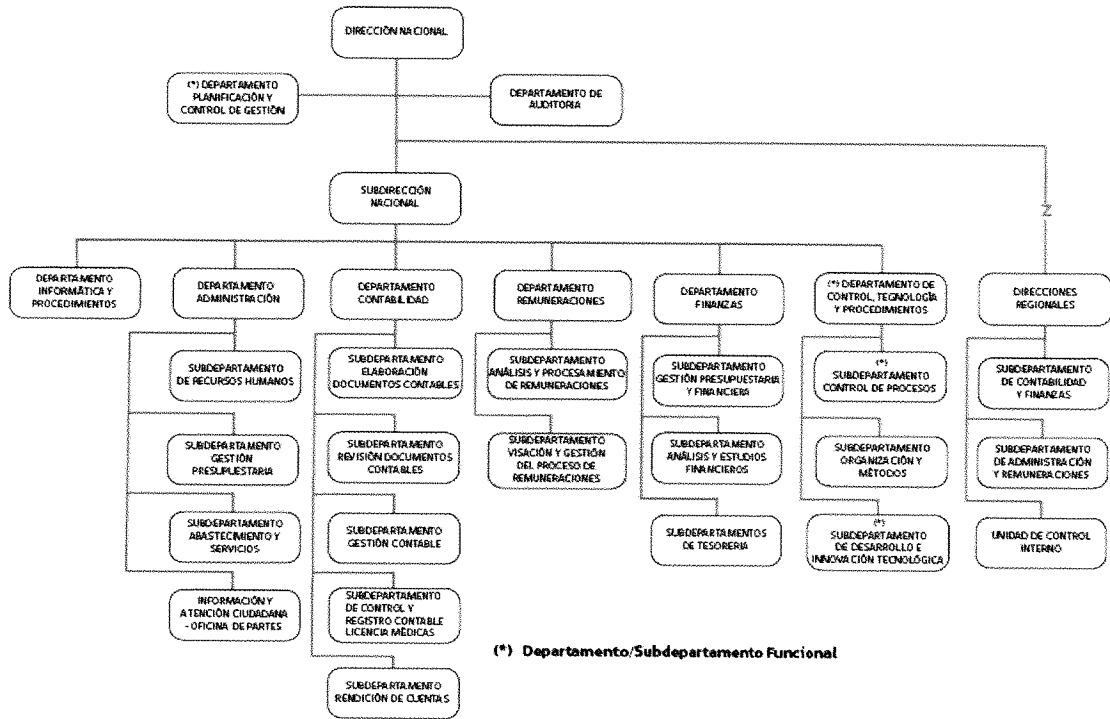 DIRECCIÓN NACIONAL
(*) DEPARTAMENTO
PLANIFICACIÓN Y
CONTROL DE GESTIÓN
DEPARTAMENTO DE
AUDITORIA
SUBDIRECCIÓN
NACIONAL
Z
DEPARTAMENTO
INFORMÁTICA Y
PROCEDIMIENTOS
DEPARTAMENTO
ADMINISTRACIÓN
DEPARTAMENTO
CONTABILIDAD
DEPARTAMENTO
REMUNERACIONES
DEPARTAMENTO
FINANZAS
(*) DEPARTAMENTO DE
CONTROL, TECNOLOGÍA
Y PROCEDIMIENTOS
DIRECCIONES
REGIONALES
SUBDEPARTAMENTO
DE RECURSOS HUMANOS
SUBDEPARTAMENTO
ELABORACIÓN
DOCUMENTOS CONTABLES
SUBDEPARTAMENTO
ANÁLISIS Y PROCESAMIENTO
DE REMUNERACIONES
SUBDEPARTAMENTO
GESTIÓN PRESUPUESTARIA
Y FINANCIERA
(*)
SUBDEPARTAMENTO
CONTROL DE PROCESOS
SUBDEPARTAMENTO
DE CONTABILIDAD
Y FINANZAS
SUBDEPARTAMENTO
GESTIÓN
PRESUPUESTARIA
SUBDEPARTAMENTO
REVISIÓN DOCUMENTOS
CONTABLES
SUBDEPARTAMENTO
VISACIÓN Y GESTIÓN
DEL PROCESO DE
REMUNERACIONES
SUBDEPARTAMENTO
ANÁLISIS Y ESTUDIOS
FINANCIEROS
SUBDEPARTAMENTO
ORGANIZACIÓN Y
MÉTODOS
SUBDEPARTAMENTO
DE ADMINISTRACIÓN
Y REMUNERACIONES
SUBDEPARTAMENTO
ABASTECIMIENTO Y
SERVICIOS
SUBDEPARTAMENTO
GESTIÓN CONTABLE
SUBDEPARTAMENTOS
DE TESORERIA
(*)
SUBDEPARTAMENTO
DE DESARROLLO E
INNOVACIÓN TECNOLÓGICA
UNIDAD DE CONTROL
INTERNO
INFORMACIÓN Y
ATENCIÓN CIUDADANA
- OFICINA DE PARTES
SUBDEPARTAMENTO
DE CONTROL Y
REGISTRO CONTABLE
LICENCIA MÉDICAS
SUBDEPARTAMENTO
RENDICIÓN DE CUENTAS
(*) Departamento/Subdepartamento Funcional